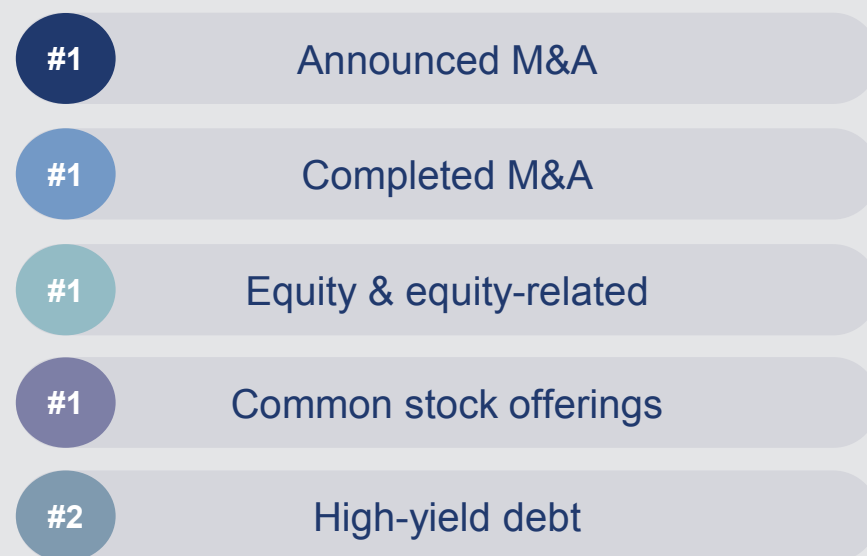 #1 Announced M&A
#1 Completed M&A
#1 Equity & equity-related
#1 Common stock offerings
#2 High-yield debt